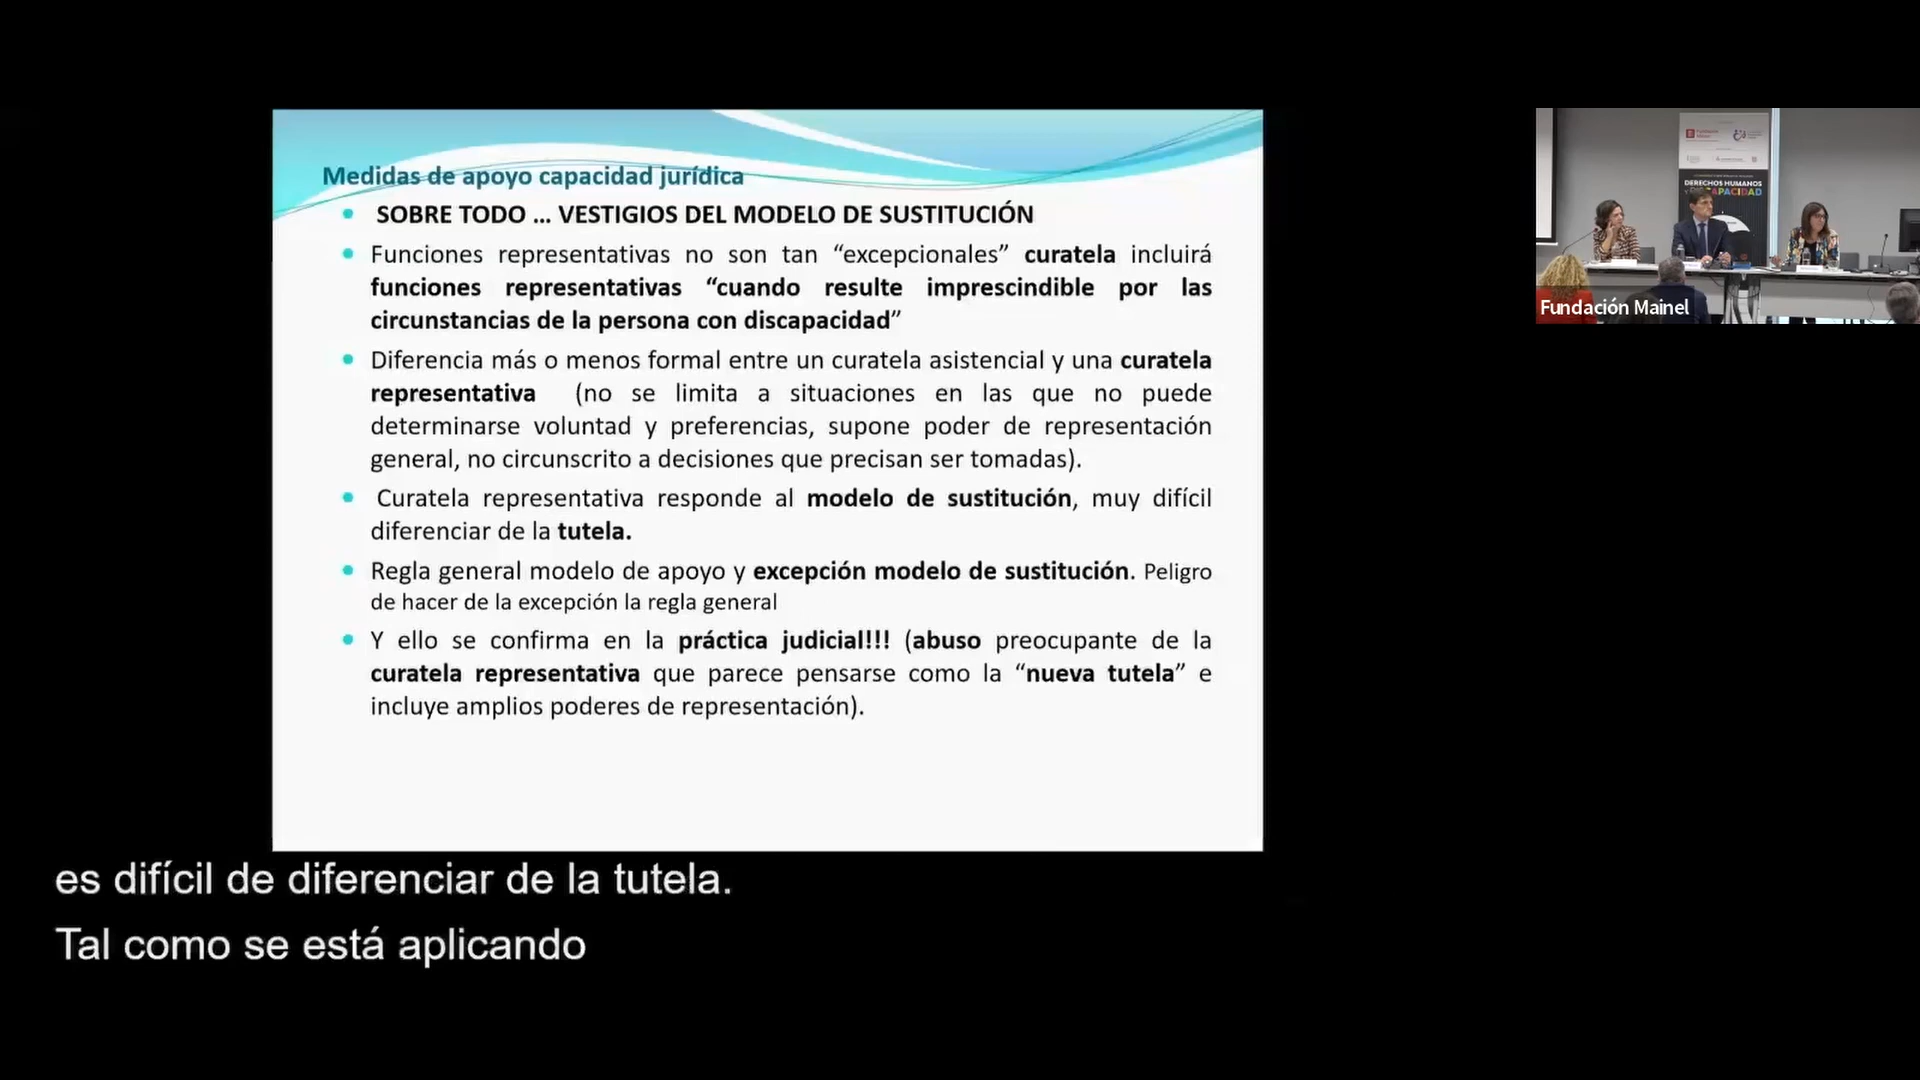 Medidas de apoyo capacidad jurídica
SOBRE TODO ... VESTIGIOS DEL MODELO DE SUSTITUCIÓN
Funciones representativas no son tan “excepcionales” curatela incluirá
funciones representativas “cuando resulte imprescindible por las
circunstancias de la persona con discapacidad”
Diferencia más o menos formal entre un curatela asistencial y una curatela
representativa (no se limita a situaciones en las que no puede
determinarse voluntad y preferencias, supone poder de representación
general, no circunscrito a decisiones que precisan ser tomadas).
Curatela representativa responde al modelo de sustitución, muy difícil
diferenciar de la tutela.
Regla general modelo de apoyo y excepción modelo de sustitución. Peligro
de hacer de la excepción la regla general
Y ello se confirma en la práctica judicial!!! (abuso preocupante de la
curatela representativa que parece pensarse como la “nueva tutela” e
incluye amplios poderes de representación).
DERECHOS HUMANOS
Fundación Mainel
es difícil de diferenciar de la tutela.
Tal como se está aplicando